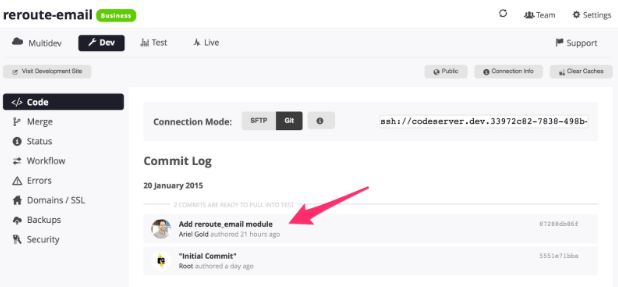 reroute-email Business
Team Settings
Multidev Dev Test Live Support
Visit Development Site Public Connection Info Clear Caches
Code
Merge
Status
Workflow
Errors
Domains / SSL
Backups
Security
Connection Mode: SFTP Git ssh://codeserver.dev.33972c82-7838-498b-
Commit Log
20 January 2015
2 COMMITS ARE READY TO PULL INTO TEST
Add reroute_email module
Ariel Gold authored 21 hours ago
"Initial Commit"
Root authored a day ago